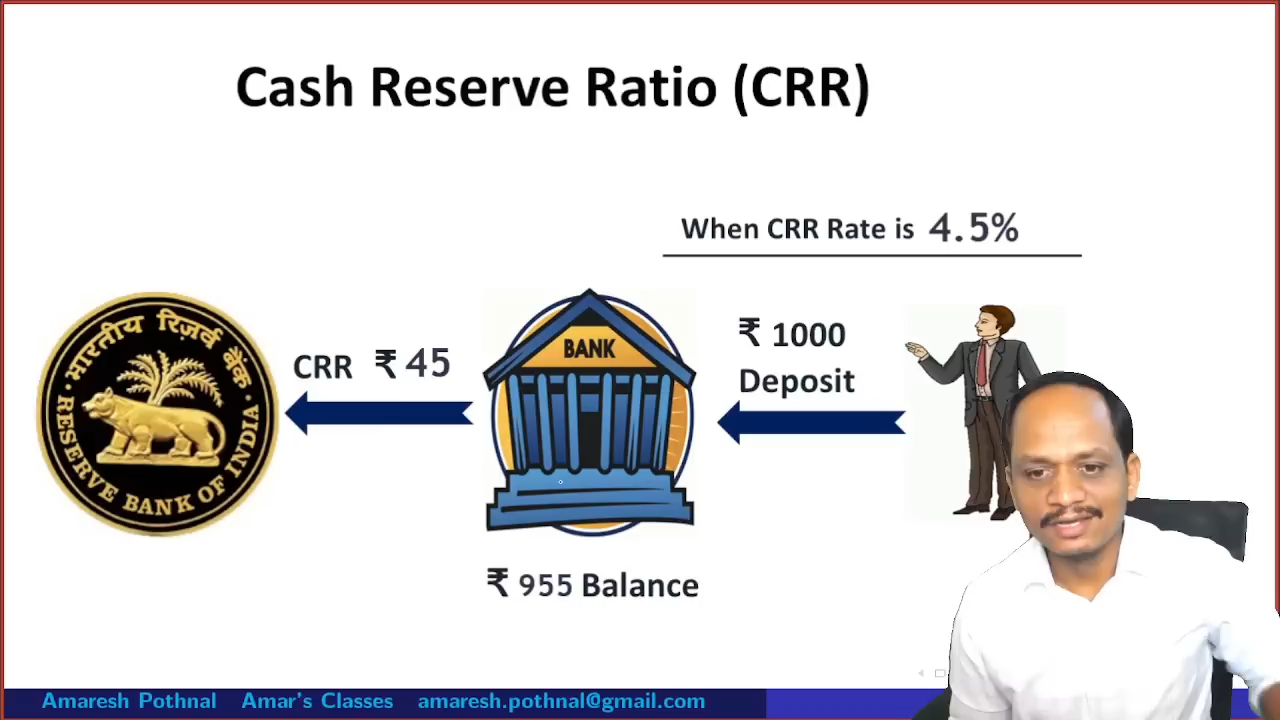 Cash Reserve Ratio (CRR)
When CRR Rate is 4.5%
भारतीय रिज़र्व बैंक
RESERVE BANK OF INDIA
CRR ₹ 45
BANK
₹ 1000
Deposit
₹ 955 Balance
Amaresh Pothnal Amar's Classes amaresh.pothnal@gmail.com